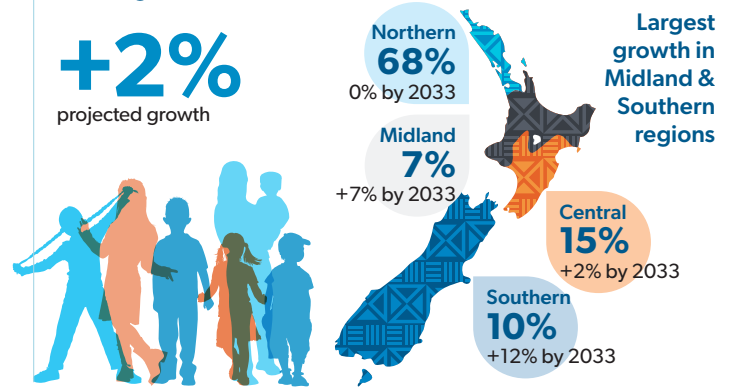 +2%
projected growth
Northern
68%
0% by 2033
Midland
7%
+7% by 2033
Largest
growth in
Midland &
Southern
regions
Central
15%
+2% by 2033
Southern
10%
+12% by 2033